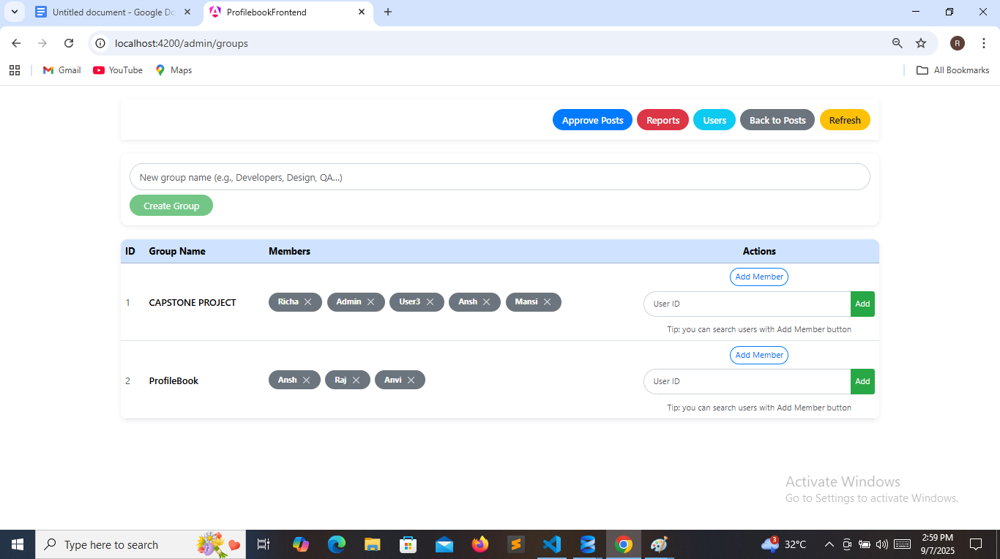 Untitled document - Google Do
ProfilebookFrontend
localhost:4200/admin/groups
R
Gmail
YouTube
Maps
All Bookmarks
Approve Posts
Reports
Users
Back to Posts
Refresh
New group name (e.g., Developers, Design, QA...)
Create Group
ID Group Name Members Actions
Add Member
1 CAPSTONE PROJECT Richa Admin User3 Ansh Mansi User ID Add
Tip: you can search users with Add Member button
Add Member
2 ProfileBook Ansh Raj Anvi User ID Add
Tip: you can search users with Add Member button
Activate Windows
Go to Settings to activate Windows.
Type here to search
3
32°C
2:59 PM
9/7/2025